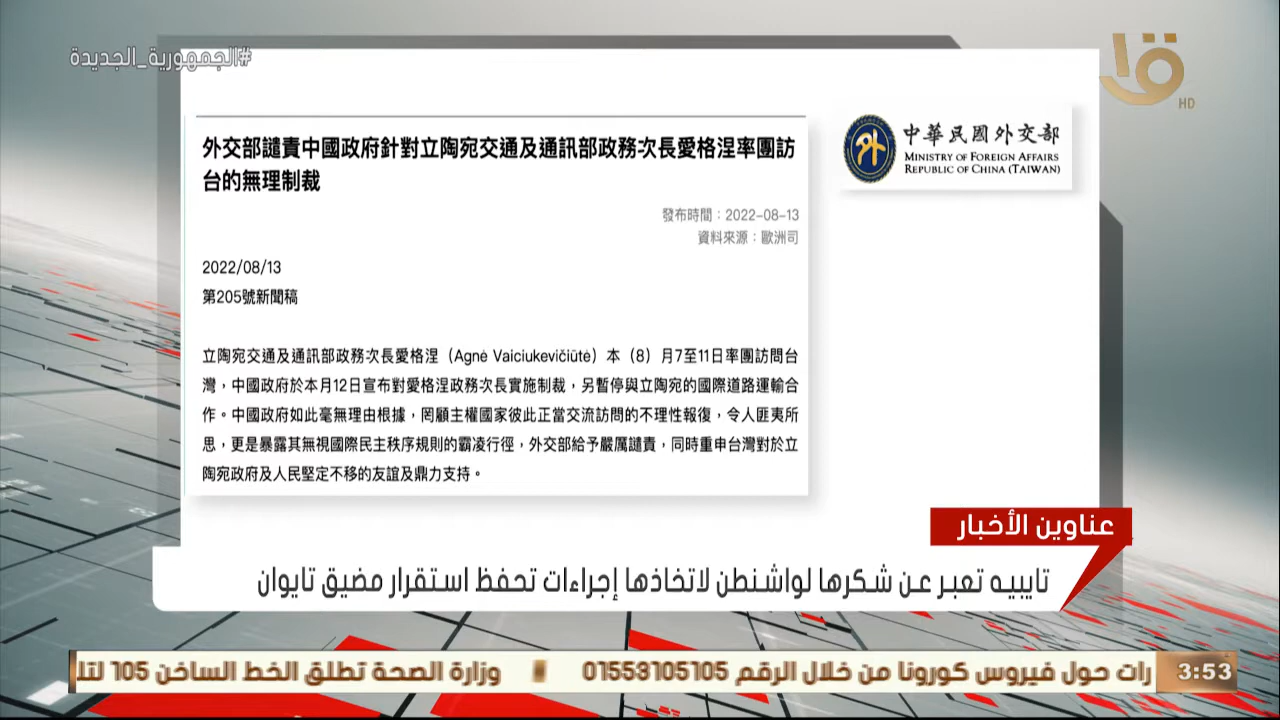 #الجمهورية_الجديدة
HD
外交部譴責中國政府針對立陶宛交通及通訊部政務次長愛格涅率團訪
台的無理制裁
中華民國外交部
MINISTRY OF FOREIGN AFFAIRS
REPUBLIC OF CHINA (TAIWAN)
發布時間：2022-08-13
資料來源：歐洲司
2022/08/13
第205號新聞稿
立陶宛交通及通訊部政務次長愛格涅（Agnė Vaiciukevičiūtė）本（8）月7至11日率團訪問台
灣，中國政府於本月12日宣布對愛格涅政務次長實施制裁，另暫停與立陶宛的國際道路運輸合
作。中國政府如此毫無理由根據，罔顧主權國家彼此正當交流訪問的不理性報復，令人匪夷所
思，更是暴露其無視國際民主秩序規則的霸凌行徑，外交部給予嚴厲譴責，同時重申台灣對於立
陶宛政府及人民堅定不移的友誼及鼎力支持。
عناوين الأخبار
تايبيه تعبر عن شكرها لواشنطن لاتخاذها إجراءات تحفظ استقرار مضيق تايوان
3:53
رات حول فيروس كورونا من خلال الرقم 01558105105 وزارة الصحة تطلق الخط الساخن 105 لتلا